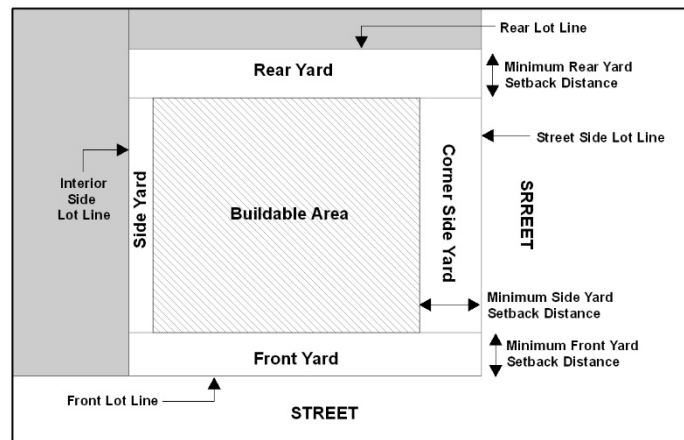 Rear Lot Line
Rear Yard
Minimum Rear Yard
Setback Distance
Street Side Lot Line
Interior
Side
Lot Line
Side Yard
Buildable Area
Corner Side Yard
SRREET
Minimum Side Yard
Setback Distance
Front Yard
Minimum Front Yard
Setback Distance
Front Lot Line
STREET